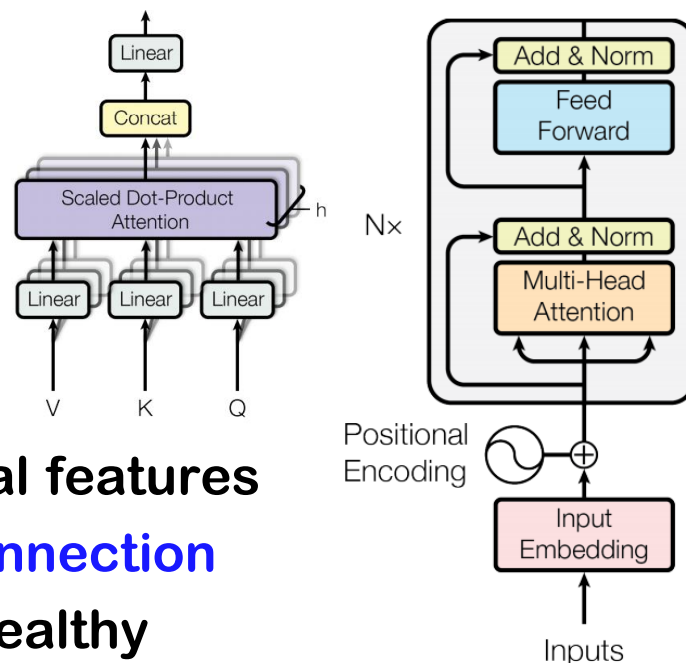 Linear
Concat
Scaled Dot-Product
Attention
h
Linear
Linear
Linear
V
K
Q
al features
nnection
ealthy
Add & Norm
Feed
Forward
N×
Add & Norm
Multi-Head
Attention
Positional
Encoding
Input
Embedding
Inputs